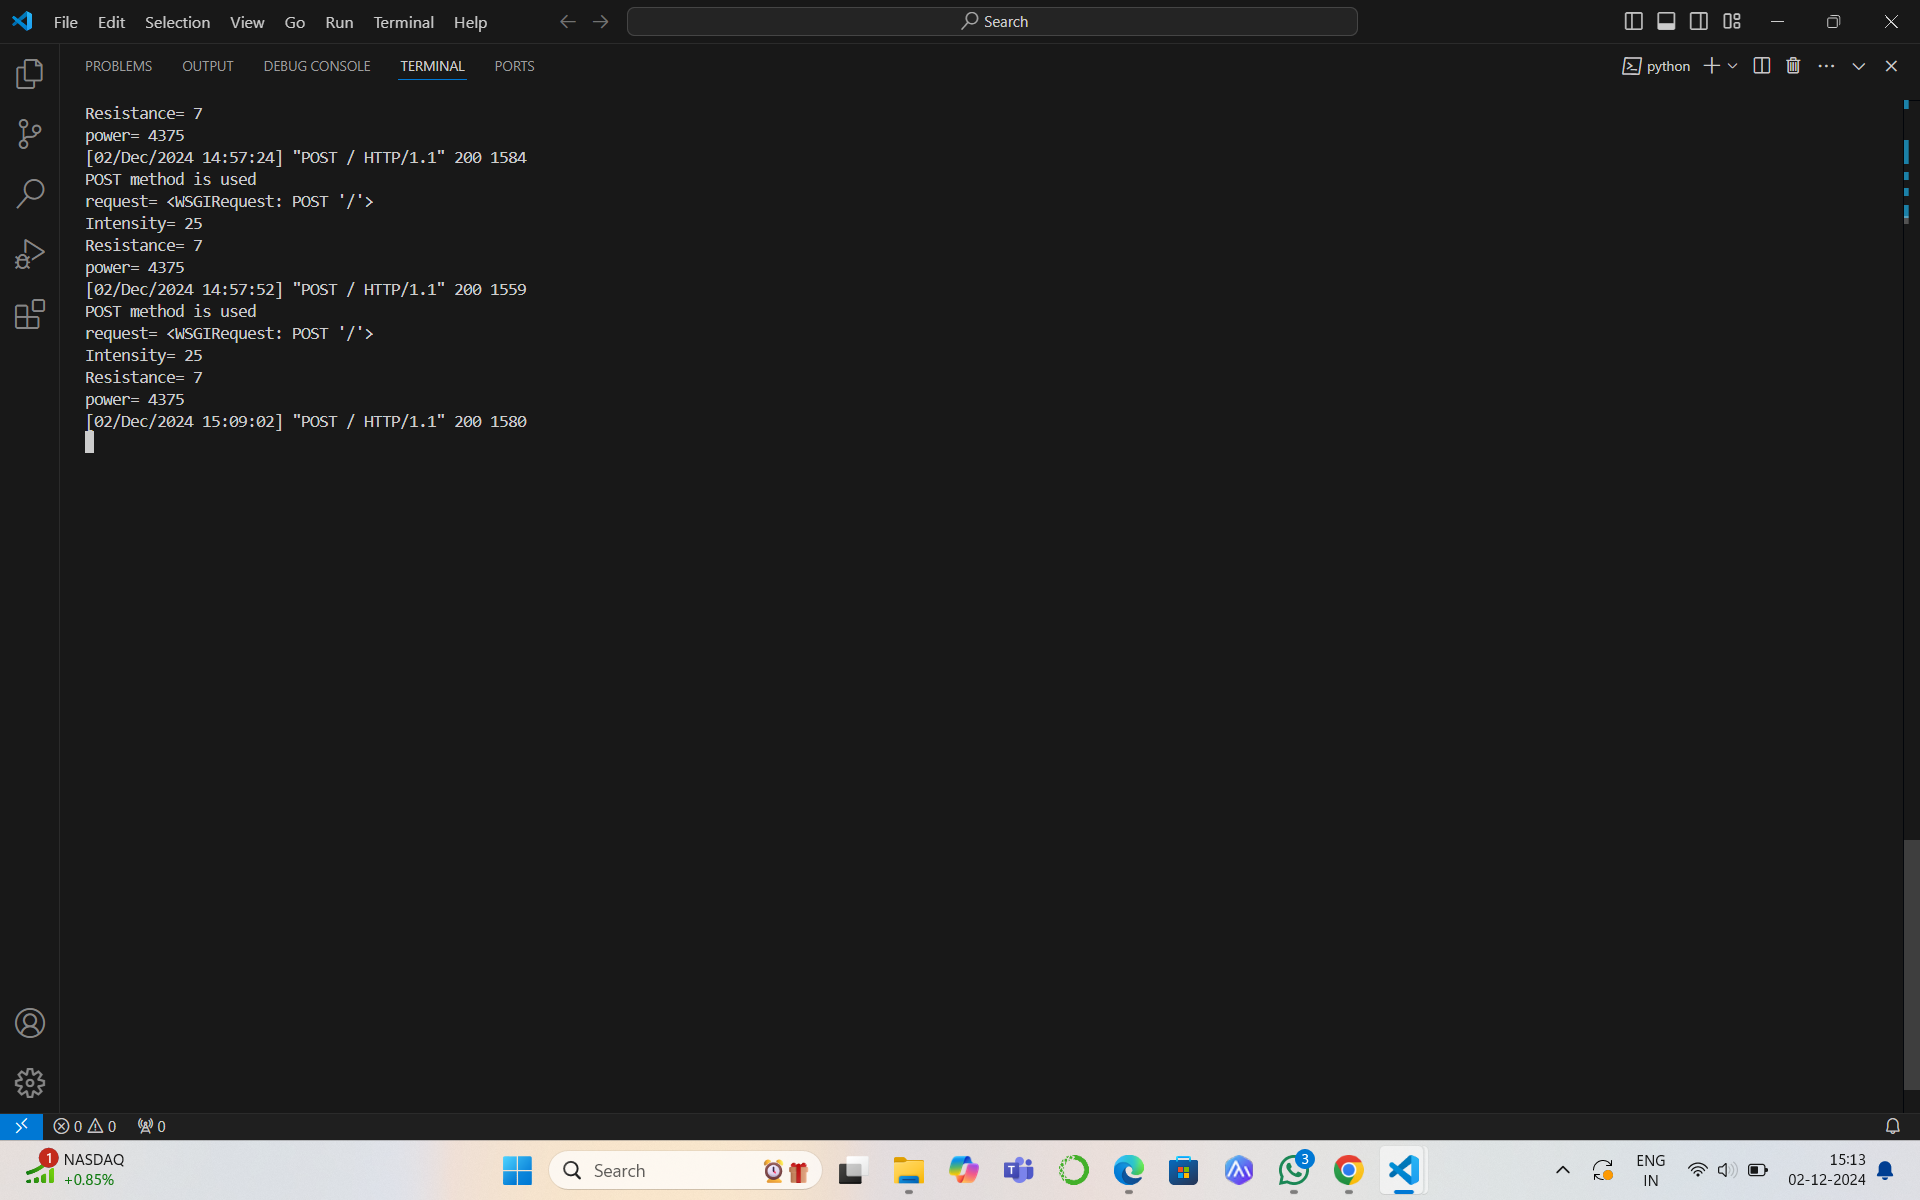 File Edit Selection View Go Run Terminal Help
Search
PROBLEMS OUTPUT DEBUG CONSOLE TERMINAL PORTS
python
Resistance= 7
power= 4375
[02/Dec/2024 14:57:24] "POST / HTTP/1.1" 200 1584
POST method is used
request= <WSGIRequest: POST '/'>
Intensity= 25
Resistance= 7
power= 4375
[02/Dec/2024 14:57:52] "POST / HTTP/1.1" 200 1559
POST method is used
request= <WSGIRequest: POST '/'>
Intensity= 25
Resistance= 7
power= 4375
[02/Dec/2024 15:09:02] "POST / HTTP/1.1" 200 1580
0 0 0
1 NASDAQ
+0.85%
Search
3
ENG
IN
15:13
02-12-2024